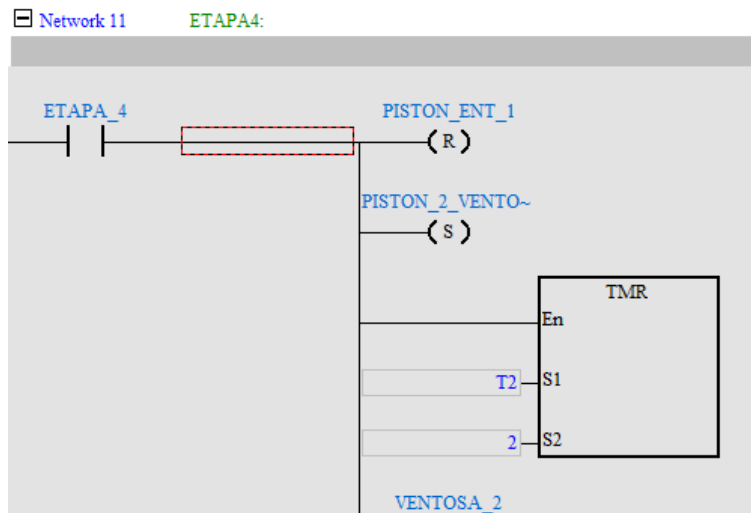 Network 11 ETAPA4:
ETAPA_4 PISTON_ENT_1
R
PISTON_2_VENTO~
S
TMR
En
T2 S1
2 S2
VENTOSA_2